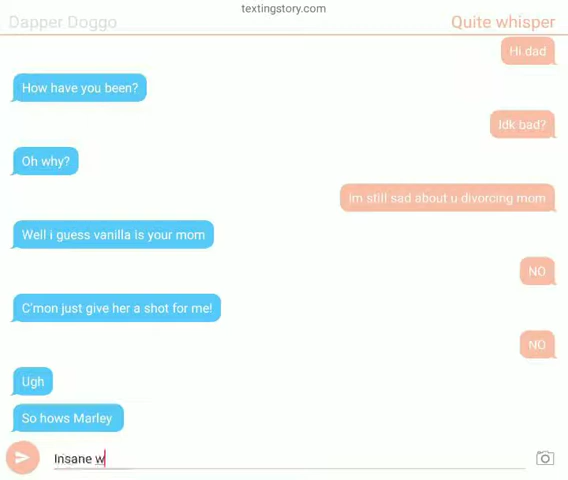 textingstory.com
Dapper Doggo
Quite whisper
Hi dad
How have you been?
Idk bad?
Oh why?
im still sad about u divorcing mom
Well i guess vanilla is your mom
NO
C'mon just give her a shot for me!
NO
Ugh
So hows Marley
Insane w